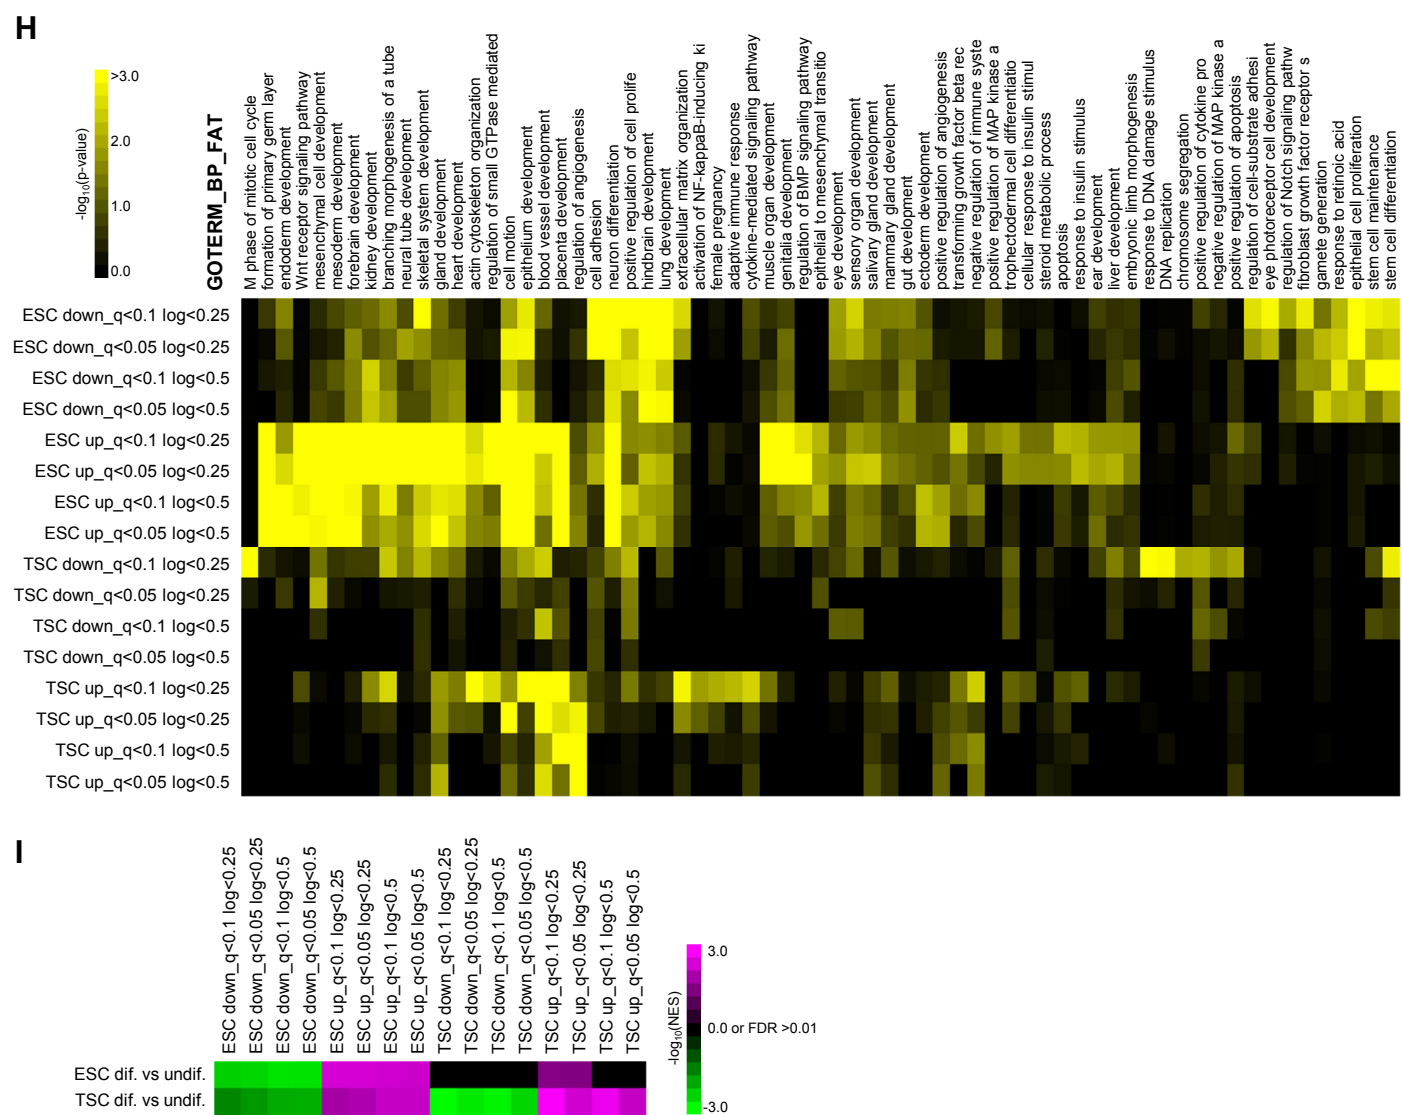 H
>3.0
2.0
1.0
0.0
-log10(p-value)
GOTERM_BP_FAT
M phase of mitotic cell cycle
formation of primary germ layer
endoderm development
Wnt receptor signaling pathway
mesenchymal cell development
mesoderm development
forebrain development
kidney development
branching morphogenesis of a tube
neural tube development
skeletal system development
gland development
heart development
actin cytoskeleton organization
regulation of small GTPase mediated
cell motion
epithelium development
blood vessel development
placenta development
regulation of angiogenesis
cell adhesion
neuron differentiation
positive regulation of cell prolife
hindbrain development
lung development
extracellular matrix organization
activation of NF-kappaB-inducing ki
female pregnancy
adaptive immune response
cytokine-mediated signaling pathway
muscle organ development
genitalia development
regulation of BMP signaling pathway
epithelial to mesenchymal transitio
eye development
sensory organ development
salivary gland development
mammary gland development
gut development
ectoderm development
positive regulation of angiogenesis
transforming growth factor beta rec
negative regulation of immune syste
positive regulation of MAP kinase a
trophectodermal cell differentiatio
cellular response to insulin stimul
steroid metabolic process
apoptosis
response to insulin stimulus
ear development
liver development
embryonic limb morphogenesis
response to DNA damage stimulus
DNA replication
chromosome segregation
positive regulation of cytokine pro
negative regulation of MAP kinase a
positive regulation of apoptosis
regulation of cell-substrate adhesi
eye photoreceptor cell development
regulation of Notch signaling pathw
fibroblast growth factor receptor s
gamete generation
response to retinoic acid
epithelial cell proliferation
stem cell maintenance
stem cell differentiation
ESC down_q<0.1 log<0.25
ESC down_q<0.05 log<0.25
ESC down_q<0.1 log<0.5
ESC down_q<0.05 log<0.5
ESC up_q<0.1 log<0.25
ESC up_q<0.05 log<0.25
ESC up_q<0.1 log<0.5
ESC up_q<0.05 log<0.5
TSC down_q<0.1 log<0.25
TSC down_q<0.05 log<0.25
TSC down_q<0.1 log<0.5
TSC down_q<0.05 log<0.5
TSC up_q<0.1 log<0.25
TSC up_q<0.05 log<0.25
TSC up_q<0.1 log<0.5
TSC up_q<0.05 log<0.5
I
ESC down_q<0.1 log<0.25
ESC down_q<0.05 log<0.25
ESC down_q<0.1 log<0.5
ESC down_q<0.05 log<0.5
ESC up_q<0.1 log<0.25
ESC up_q<0.05 log<0.25
ESC up_q<0.1 log<0.5
ESC up_q<0.05 log<0.5
TSC down_q<0.1 log<0.25
TSC down_q<0.05 log<0.25
TSC down_q<0.1 log<0.5
TSC down_q<0.05 log<0.5
TSC up_q<0.1 log<0.25
TSC up_q<0.05 log<0.25
TSC up_q<0.1 log<0.5
TSC up_q<0.05 log<0.5
ESC dif. vs undif.
TSC dif. vs undif.
-log10(NES)
3.0
0.0 or FDR >0.01
-3.0